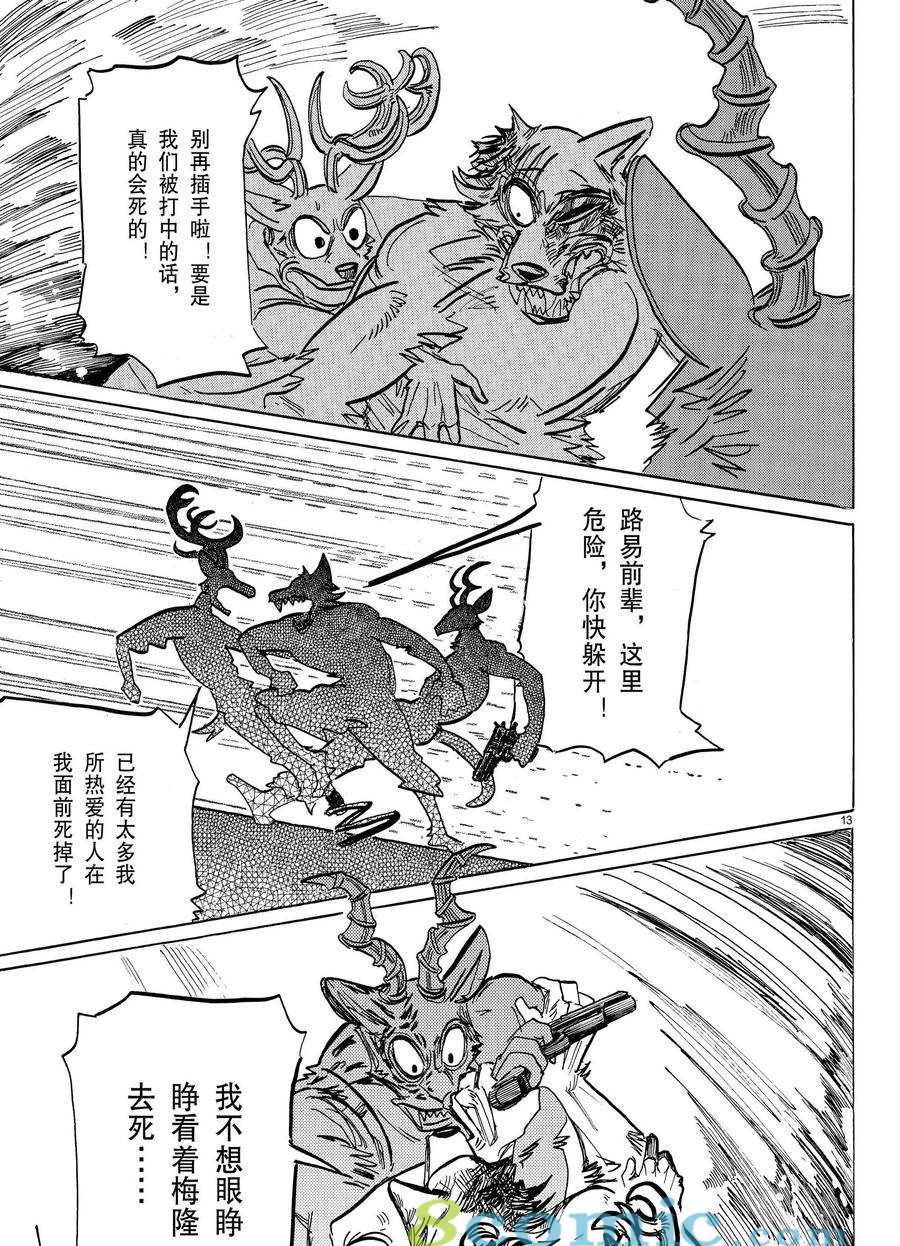 别再插手啦！要是
我们被打中的话，
真的会死的！
路易前辈，这里
危险，你快躲开！
已经有太多我
所热爱的人在
我面前死掉了！
13
我不想眼睁
睁看着梅隆
去死……
8comic.com